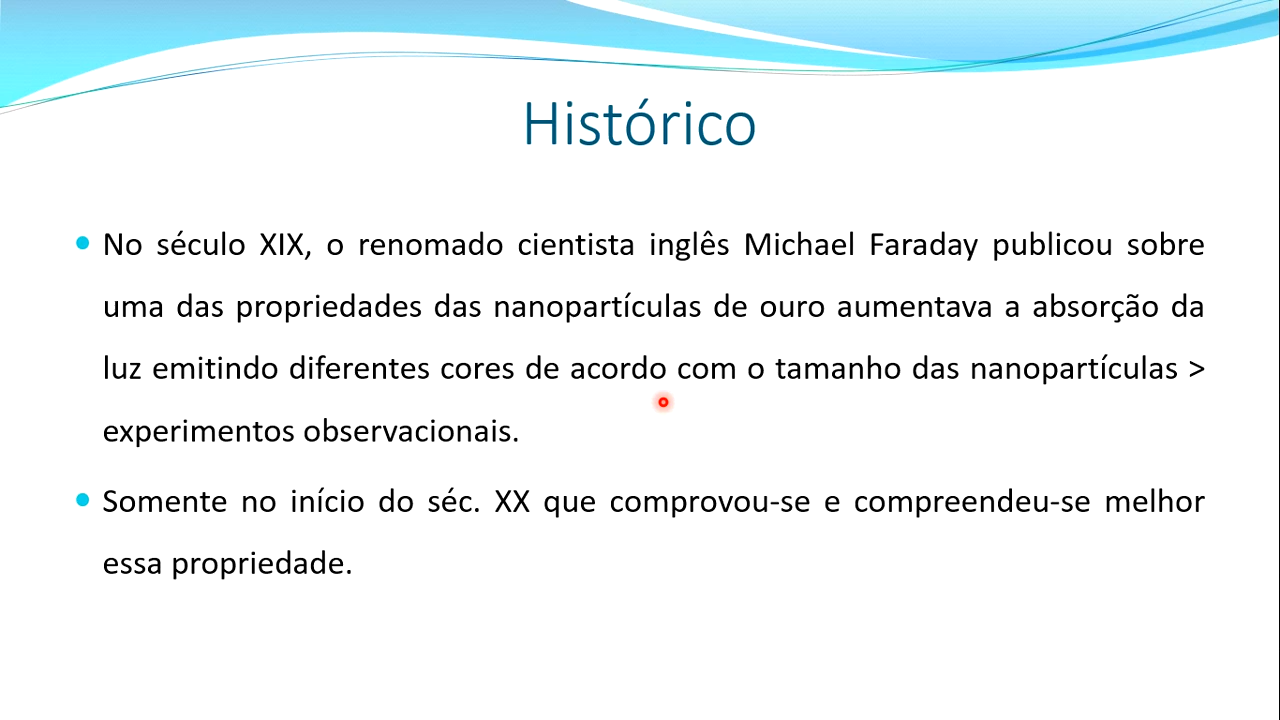 Histórico
No século XIX, o renomado cientista inglês Michael Faraday publicou sobre
uma das propriedades das nanopartículas de ouro aumentava a absorção da
luz emitindo diferentes cores de acordo com o tamanho das nanopartículas >
experimentos observacionais.
Somente no início do séc. XX que comprovou-se e compreendeu-se melhor
essa propriedade.